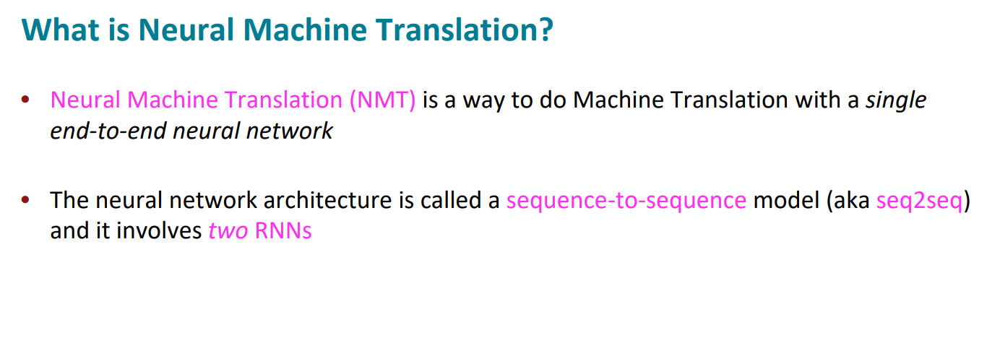 What is Neural Machine Translation?
• Neural Machine Translation (NMT) is a way to do Machine Translation with a single
end-to-end neural network
• The neural network architecture is called a sequence-to-sequence model (aka seq2seq)
and it involves two RNNs